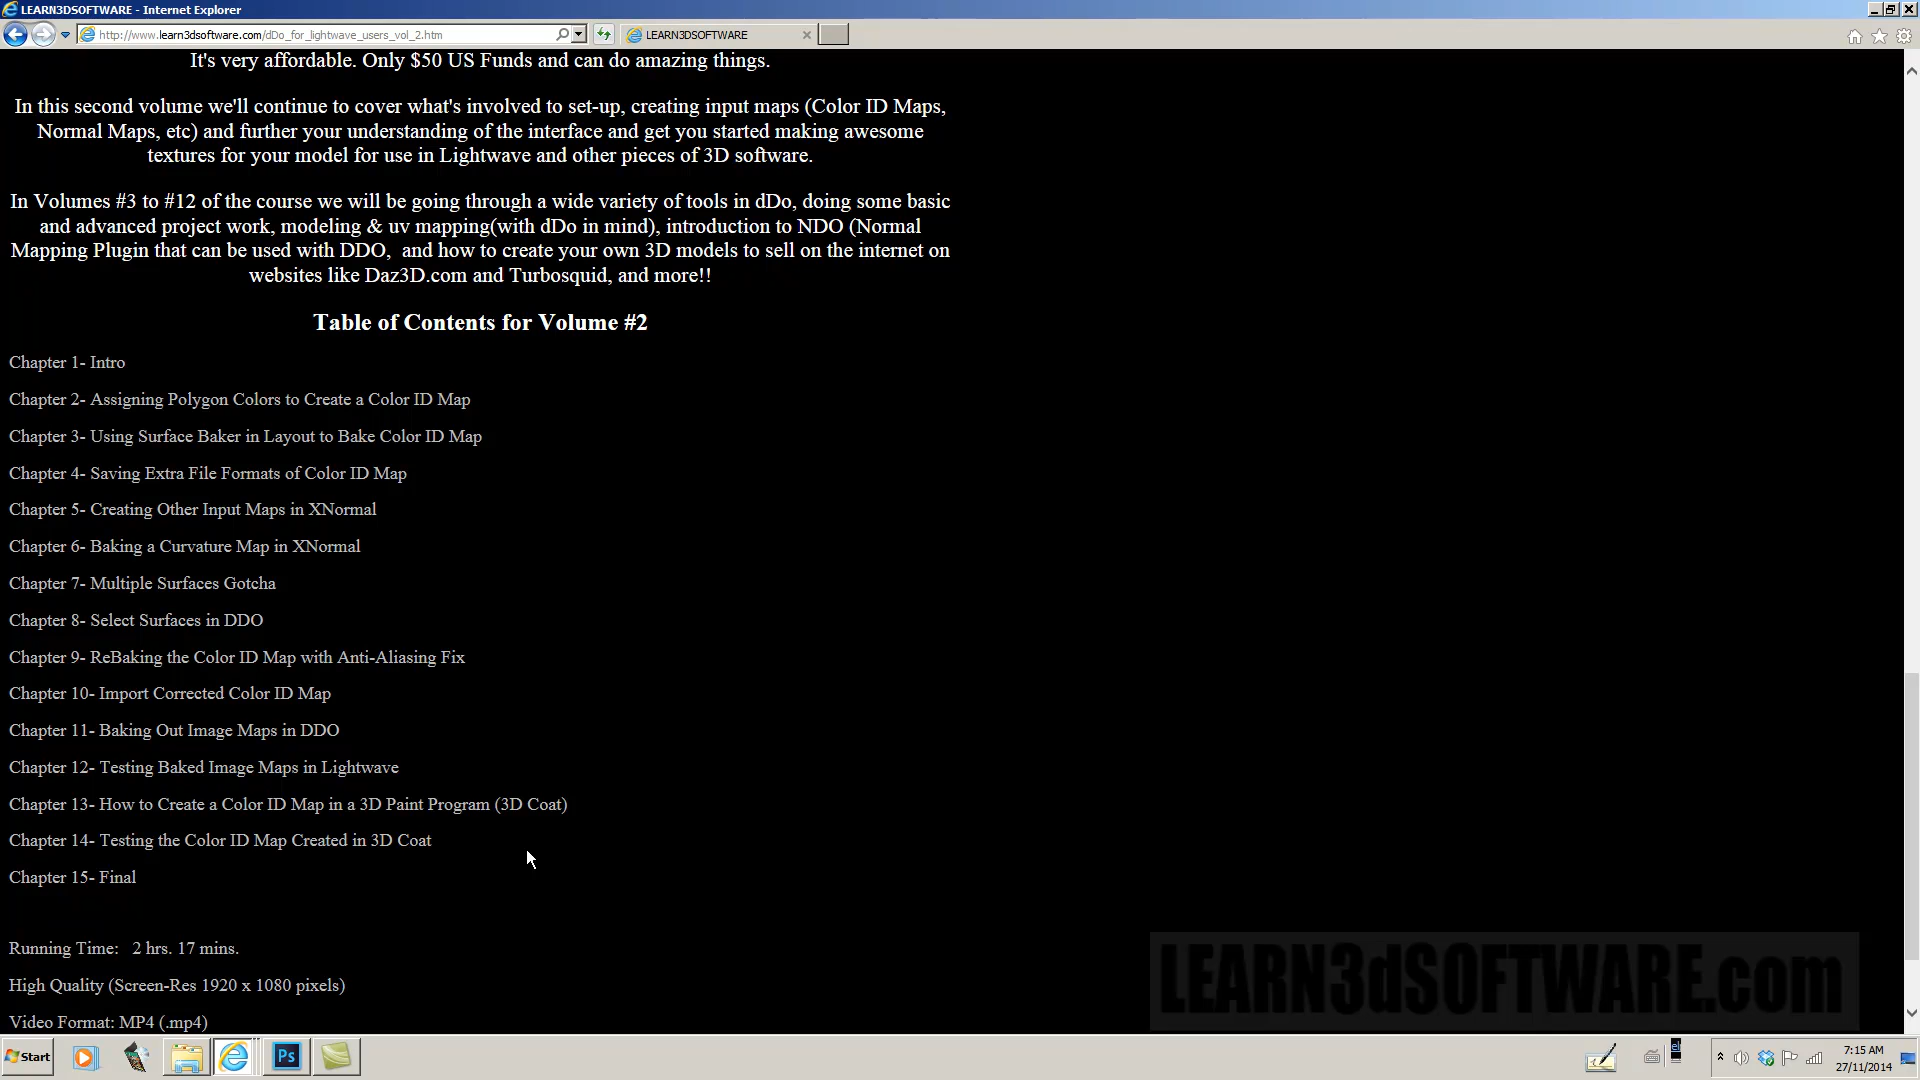 LEARN3DSOFTWARE - Internet Explorer
http://www.learn3dsoftware.com/dDo_for_lightwave_users_vol_2.htm
LEARN3DSOFTWARE
It's very affordable. Only $50 US Funds and can do amazing things.
In this second volume we'll continue to cover what's involved to set-up, creating input maps (Color ID Maps,
Normal Maps, etc) and further your understanding of the interface and get you started making awesome
textures for your model for use in Lightwave and other pieces of 3D software.
In Volumes #3 to #12 of the course we will be going through a wide variety of tools in dDo, doing some basic
and advanced project work, modeling & uv mapping(with dDo in mind), introduction to NDO (Normal
Mapping Plugin that can be used with DDO,  and how to create your own 3D models to sell on the internet on
websites like Daz3D.com and Turbosquid, and more!!
Table of Contents for Volume #2
Chapter 1- Intro
Chapter 2- Assigning Polygon Colors to Create a Color ID Map
Chapter 3- Using Surface Baker in Layout to Bake Color ID Map
Chapter 4- Saving Extra File Formats of Color ID Map
Chapter 5- Creating Other Input Maps in XNormal
Chapter 6- Baking a Curvature Map in XNormal
Chapter 7- Multiple Surfaces Gotcha
Chapter 8- Select Surfaces in DDO
Chapter 9- ReBaking the Color ID Map with Anti-Aliasing Fix
Chapter 10- Import Corrected Color ID Map
Chapter 11- Baking Out Image Maps in DDO
Chapter 12- Testing Baked Image Maps in Lightwave
Chapter 13- How to Create a Color ID Map in a 3D Paint Program (3D Coat)
Chapter 14- Testing the Color ID Map Created in 3D Coat
Chapter 15- Final
Running Time:   2 hrs. 17 mins.
High Quality (Screen-Res 1920 x 1080 pixels)
Video Format: MP4 (.mp4)
LEARN3dSOFTWARE.com
Start
Ps
7:15 AM
27/11/2014